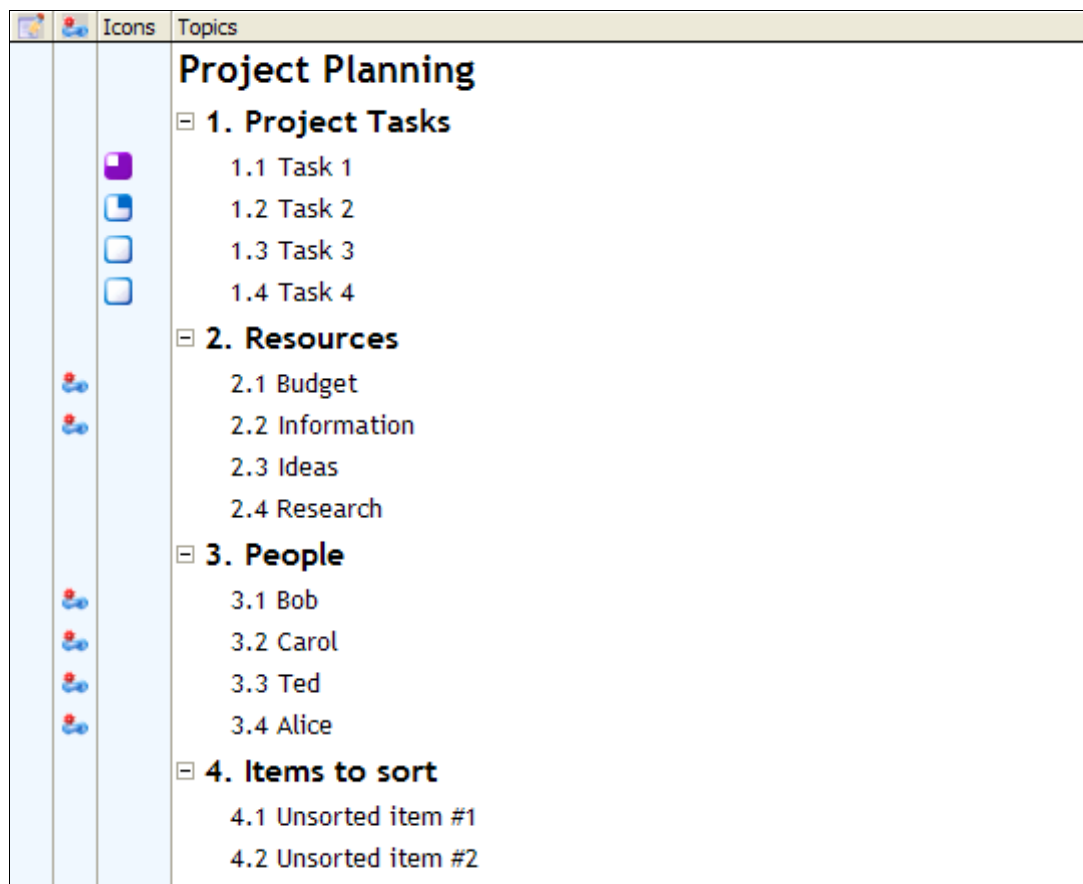 Icons Topics
Project Planning
1. Project Tasks
1.1 Task 1
1.2 Task 2
1.3 Task 3
1.4 Task 4
2. Resources
2.1 Budget
2.2 Information
2.3 Ideas
2.4 Research
3. People
3.1 Bob
3.2 Carol
3.3 Ted
3.4 Alice
4. Items to sort
4.1 Unsorted item #1
4.2 Unsorted item #2